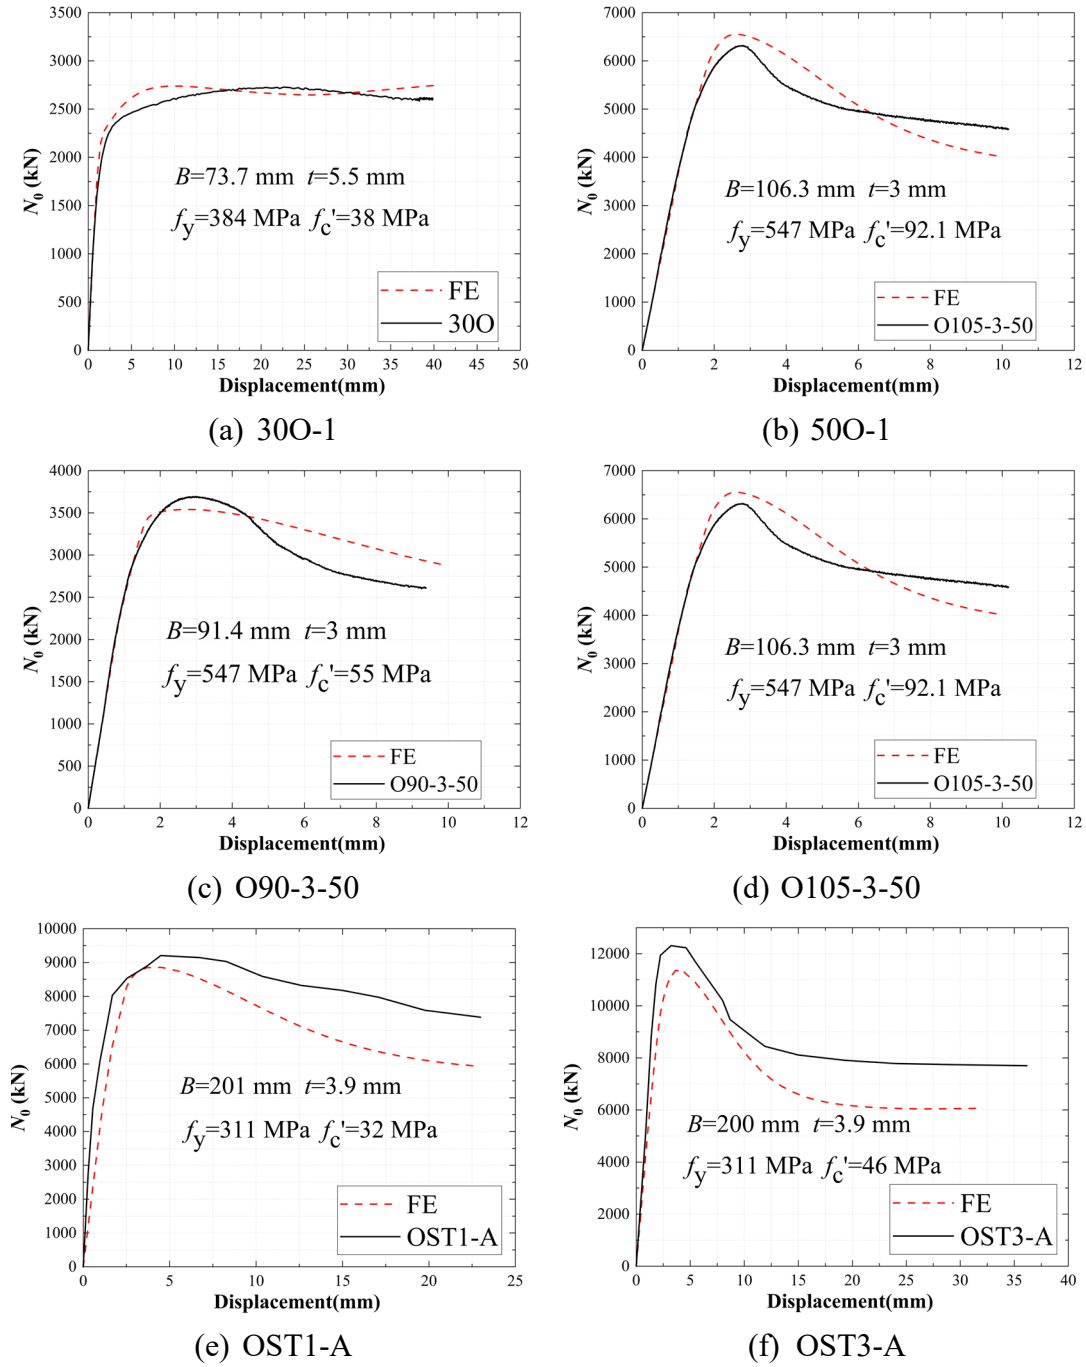 3500
3000
2500
2000
1500
1000
500
0
N0 (kN)
B=73.7 mm t=5.5 mm
fy=384 MPa fc'=38 MPa
FE
30O
0 5 10 15 20 25 30 35 40 45 50
Displacement(mm)
(a) 30O-1
7000
6000
5000
4000
3000
2000
1000
0
N0 (kN)
B=106.3 mm t=3 mm
fy=547 MPa fc'=92.1 MPa
FE
O105-3-50
0 2 4 6 8 10 12
Displacement(mm)
(b) 50O-1
4000
3500
3000
2500
2000
1500
1000
500
0
N0 (kN)
B=91.4 mm t=3 mm
fy=547 MPa fc'=55 MPa
FE
O90-3-50
0 2 4 6 8 10 12
Displacement(mm)
(c) O90-3-50
7000
6000
5000
4000
3000
2000
1000
0
N0 (kN)
B=106.3 mm t=3 mm
fy=547 MPa fc'=92.1 MPa
FE
O105-3-50
0 2 4 6 8 10 12
Displacement(mm)
(d) O105-3-50
10000
9000
8000
7000
6000
5000
4000
3000
2000
1000
0
N0 (kN)
B=201 mm t=3.9 mm
fy=311 MPa fc'=32 MPa
FE
OST1-A
0 5 10 15 20 25
Displacement(mm)
(e) OST1-A
12000
10000
8000
6000
4000
2000
0
N0 (kN)
B=200 mm t=3.9 mm
fy=311 MPa fc'=46 MPa
FE
OST3-A
0 5 10 15 20 25 30 35 40
Displacement(mm)
(f) OST3-A